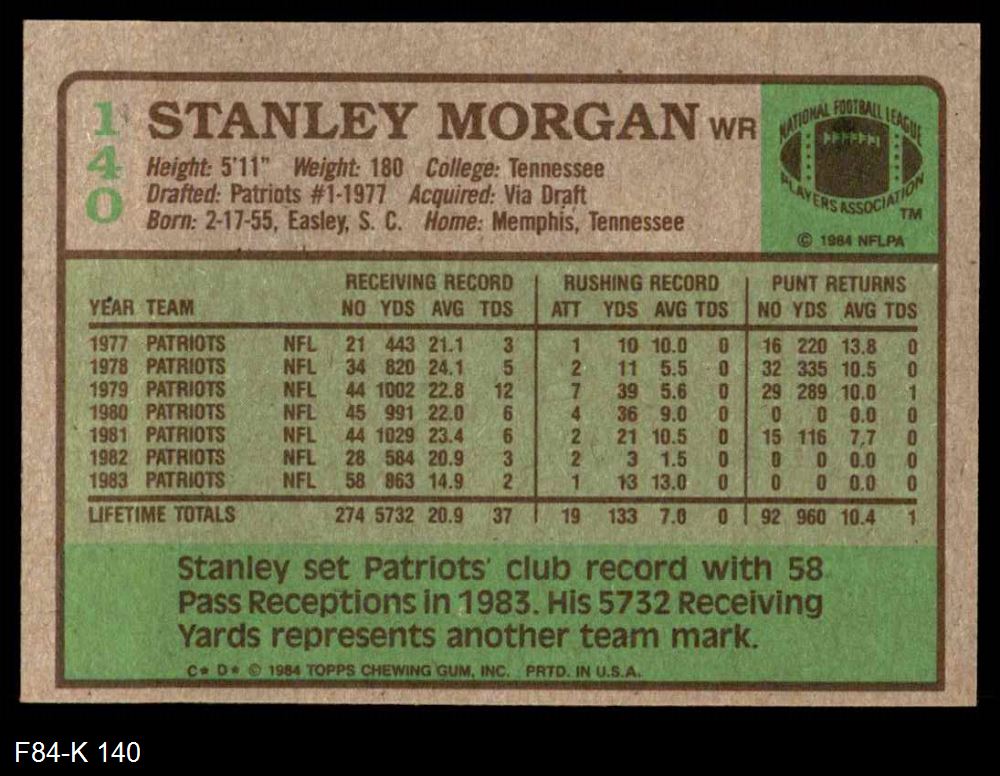 140
STANLEY MORGAN WR
Height: 5'11" Weight: 180 College: Tennessee
Drafted: Patriots #1-1977 Acquired: Via Draft
Born: 2-17-55, Easley, S. C. Home: Memphis, Tennessee
NATIONAL FOOTBALL LEAGUE
PLAYERS ASSOCIATION
TM
© 1984 NFLPA
RECEIVING RECORD RUSHING RECORD PUNT RETURNS
YEAR TEAM NO YDS AVG TDS ATT YDS AVG TDS NO YDS AVG TDS
1977 PATRIOTS NFL 21 443 21.1 3 1 10 10.0 0 16 220 13.8 0
1978 PATRIOTS NFL 34 820 24.1 5 2 11 5.5 0 32 335 10.5 0
1979 PATRIOTS NFL 44 1002 22.8 12 7 39 5.6 0 29 289 10.0 1
1980 PATRIOTS NFL 45 991 22.0 6 4 36 9.0 0 0 0 0.0 0
1981 PATRIOTS NFL 44 1029 23.4 6 2 21 10.5 0 15 116 7.7 0
1982 PATRIOTS NFL 28 584 20.9 3 2 3 1.5 0 0 0 0.0 0
1983 PATRIOTS NFL 58 863 14.9 2 1 13 13.0 0 0 0 0.0 0
LIFETIME TOTALS 274 5732 20.9 37 19 133 7.0 0 92 960 10.4 1
Stanley set Patriots' club record with 58
Pass Receptions in 1983. His 5732 Receiving
Yards represents another team mark.
C* D* © 1984 TOPPS CHEWING GUM, INC. PRTD. IN U.S.A.
F84-K 140